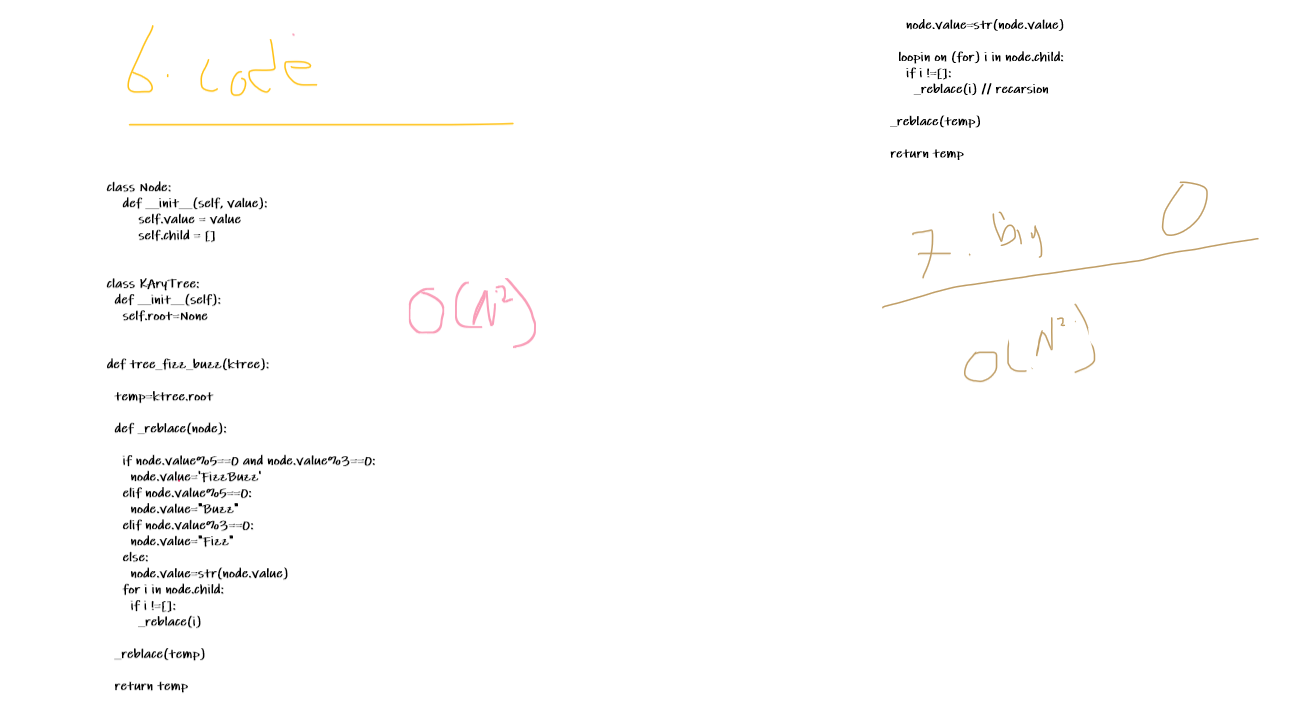 6. code
class Node:
def __init__(self, value):
self.value = value
self.child = []
class KAryTree:
def __init__(self):
self.root=None
O(N²)
def tree_fizz_buzz(ktree):
temp=ktree.root
def _reblace(node):
if node.value%5==0 and node.value%3==0:
node.value='FizzBuzz'
elif node.value%5==0:
node.value="Buzz"
elif node.value%3==0:
node.value="Fizz"
else:
node.value=str(node.value)
for i in node.child:
if i !=[]:
_reblace(i)
_reblace(temp)
return temp
node.value=str(node.value)
loopin on (for) i in node.child:
if i !=[]:
_reblace(i) // recarsion
_reblace(temp)
return temp
7. big O
O(N²)